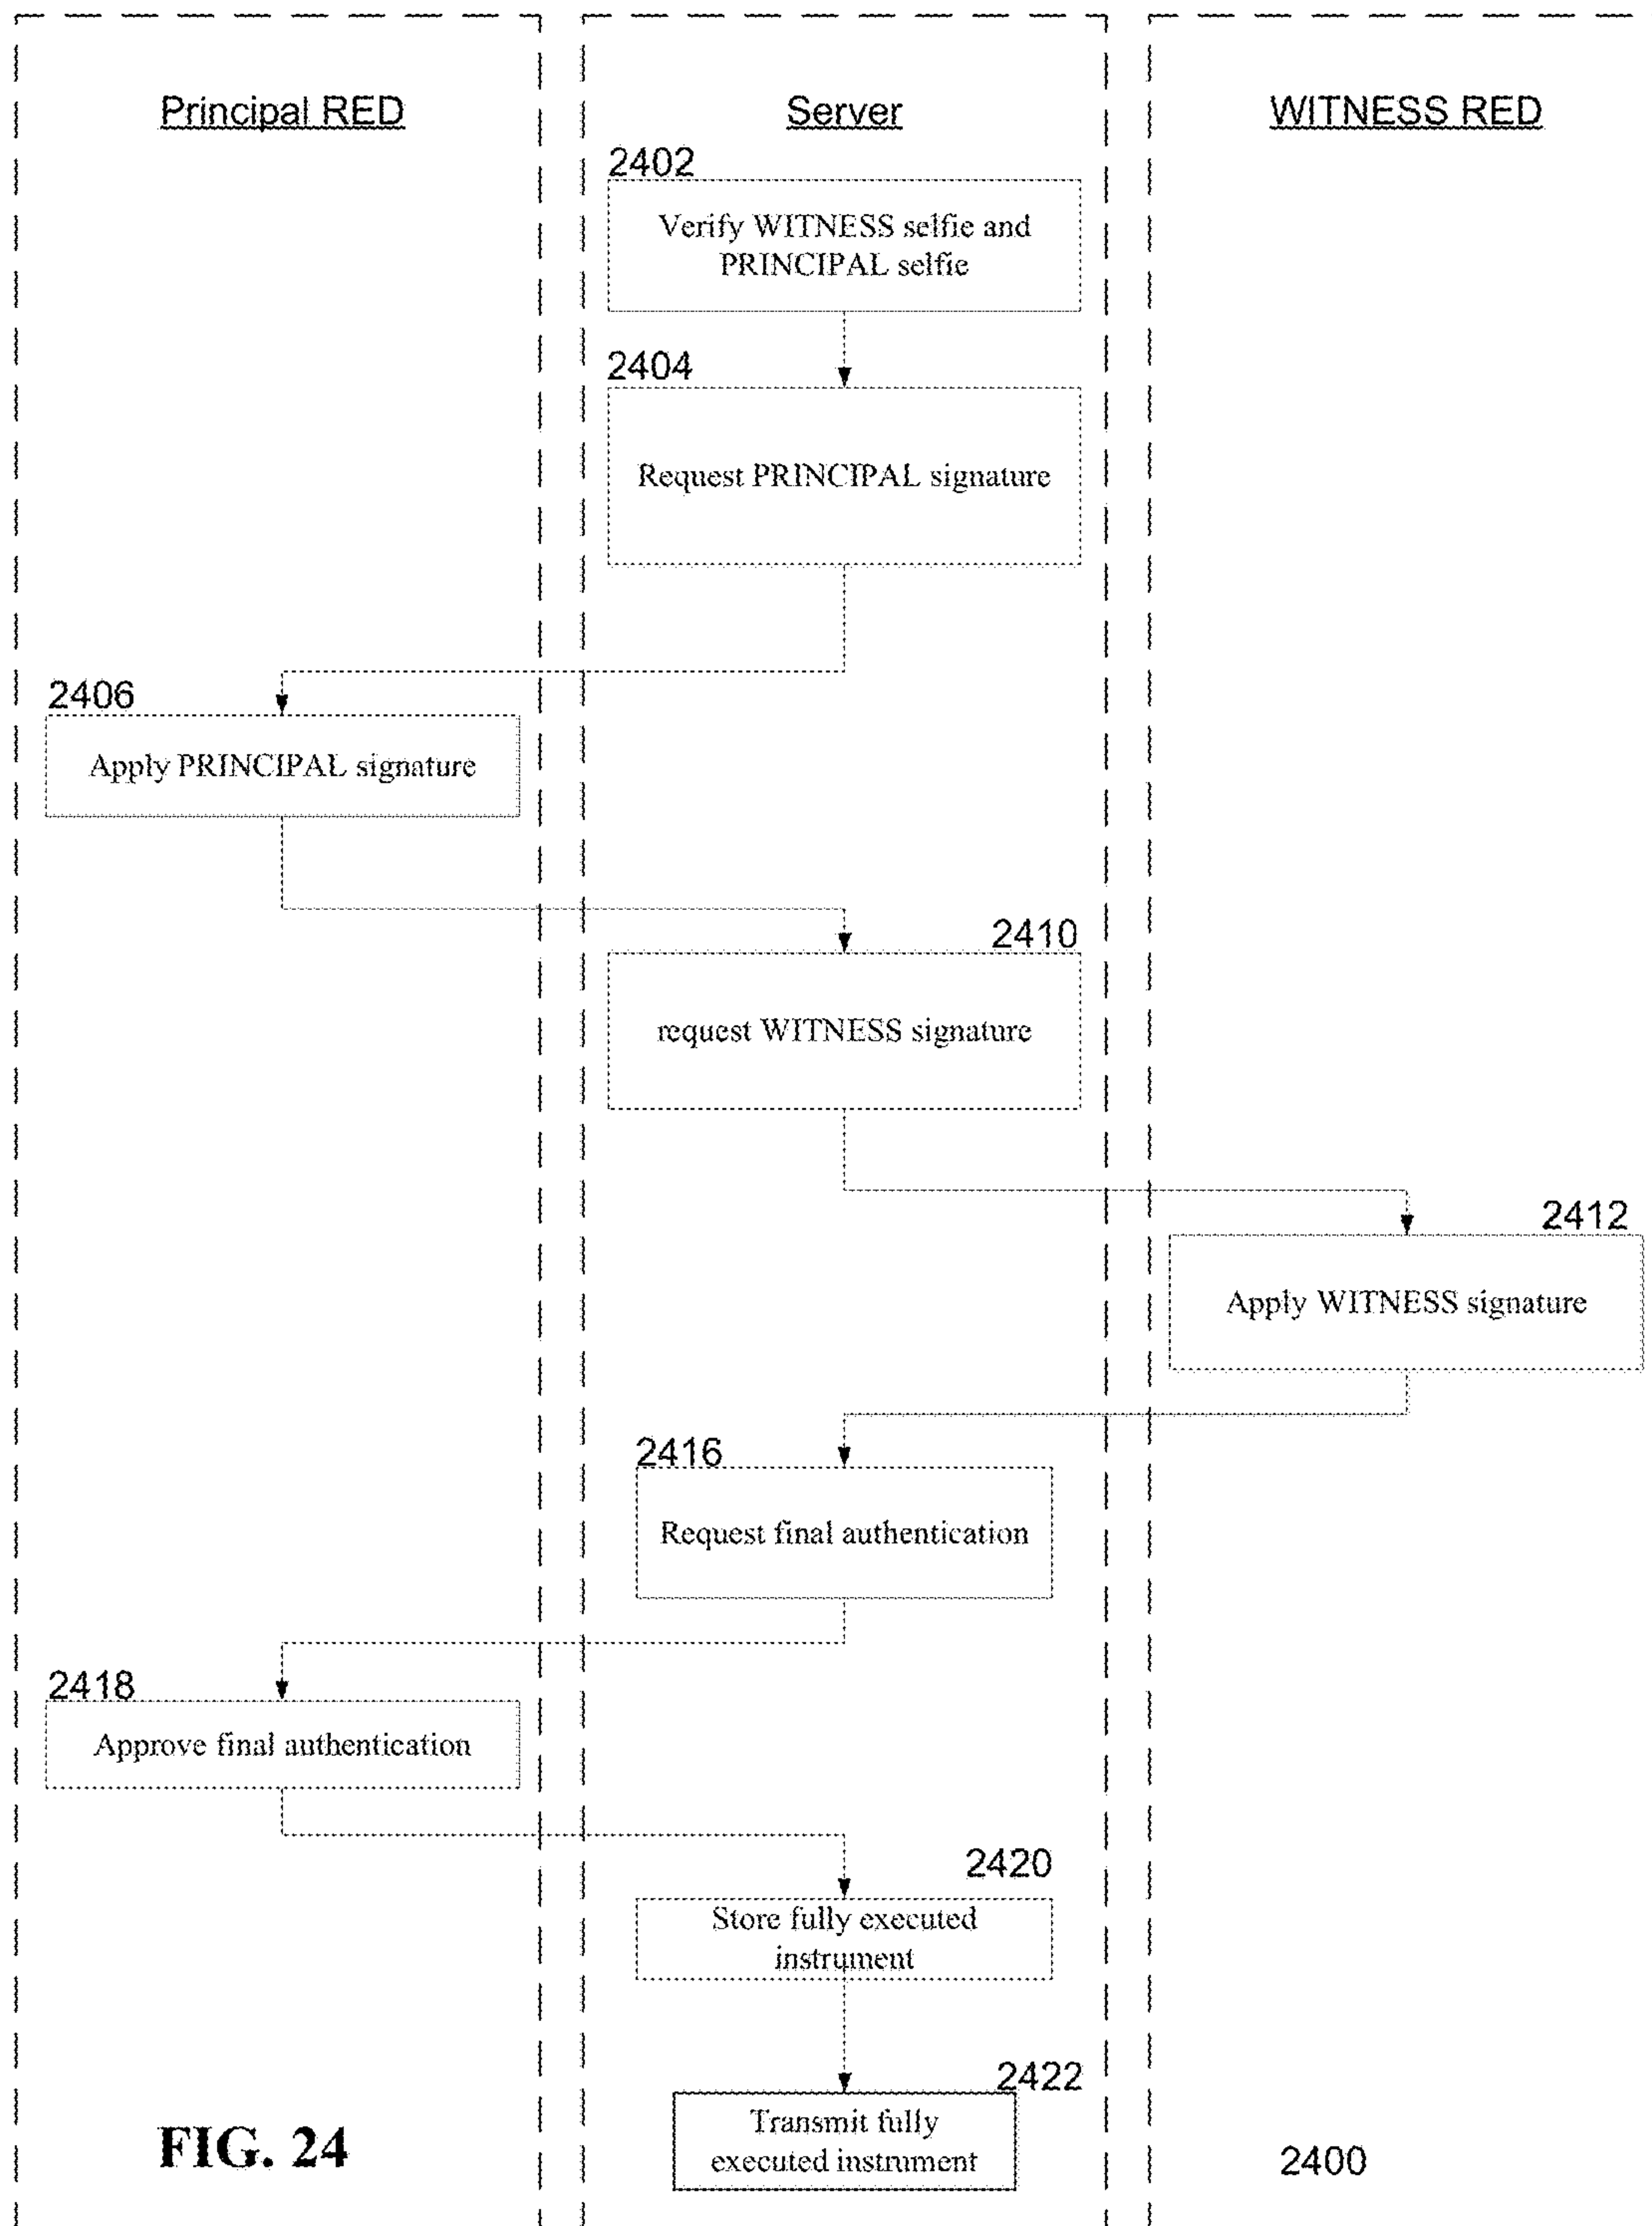 Principal RED
Server
WITNESS RED
2402
Verify WITNESS selfie and
PRINCIPAL selfie
2404
Request PRINCIPAL signature
2406
Apply PRINCIPAL signature
2410
request WITNESS signature
2412
Apply WITNESS signature
2416
Request final authentication
2418
Approve final authentication
2420
Store fully executed
instrument
2422
Transmit fully
executed instrument
FIG. 24
2400